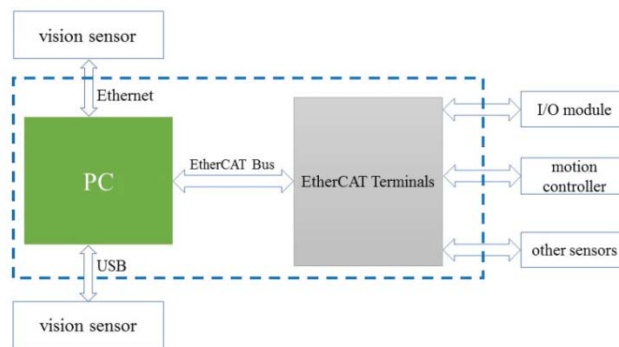 vision sensor
Ethernet
I/O module
PC
EtherCAT Bus
EtherCAT Terminals
motion
controller
USB
other sensors
vision sensor